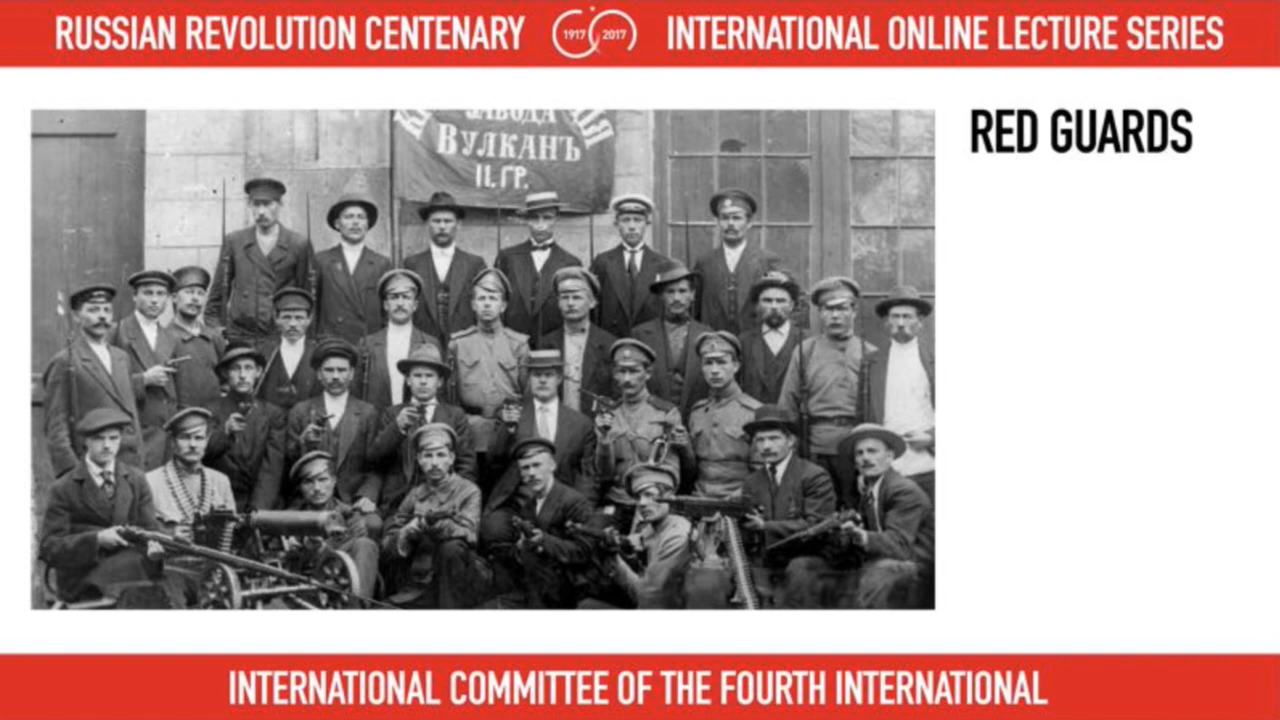 RUSSIAN REVOLUTION CENTENARY 1917 2017 INTERNATIONAL ONLINE LECTURE SERIES
RED GUARDS
ЗАВОДА
ВУЛКАНЪ
II. ГР.
INTERNATIONAL COMMITTEE OF THE FOURTH INTERNATIONAL